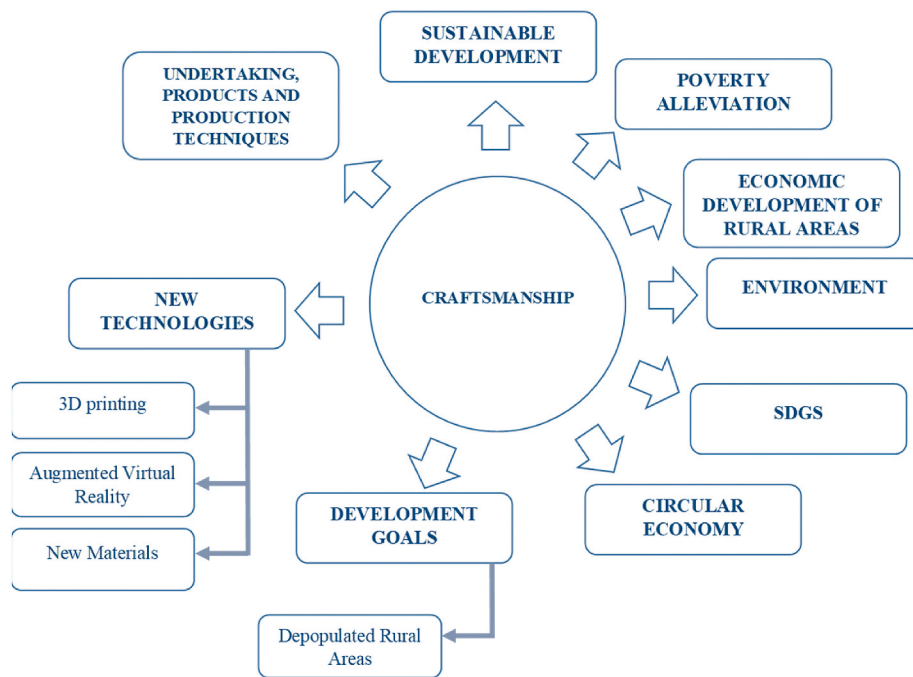 SUSTAINABLE
DEVELOPMENT
UNDERTAKING,
PRODUCTS AND
PRODUCTION
TECHNIQUES
POVERTY
ALLEVIATION
ECONOMIC
DEVELOPMENT OF
RURAL AREAS
CRAFTSMANSHIP
ENVIRONMENT
NEW
TECHNOLOGIES
3D printing
SDGS
Augmented Virtual
Reality
New Materials
DEVELOPMENT
GOALS
CIRCULAR
ECONOMY
Depopulated Rural
Areas